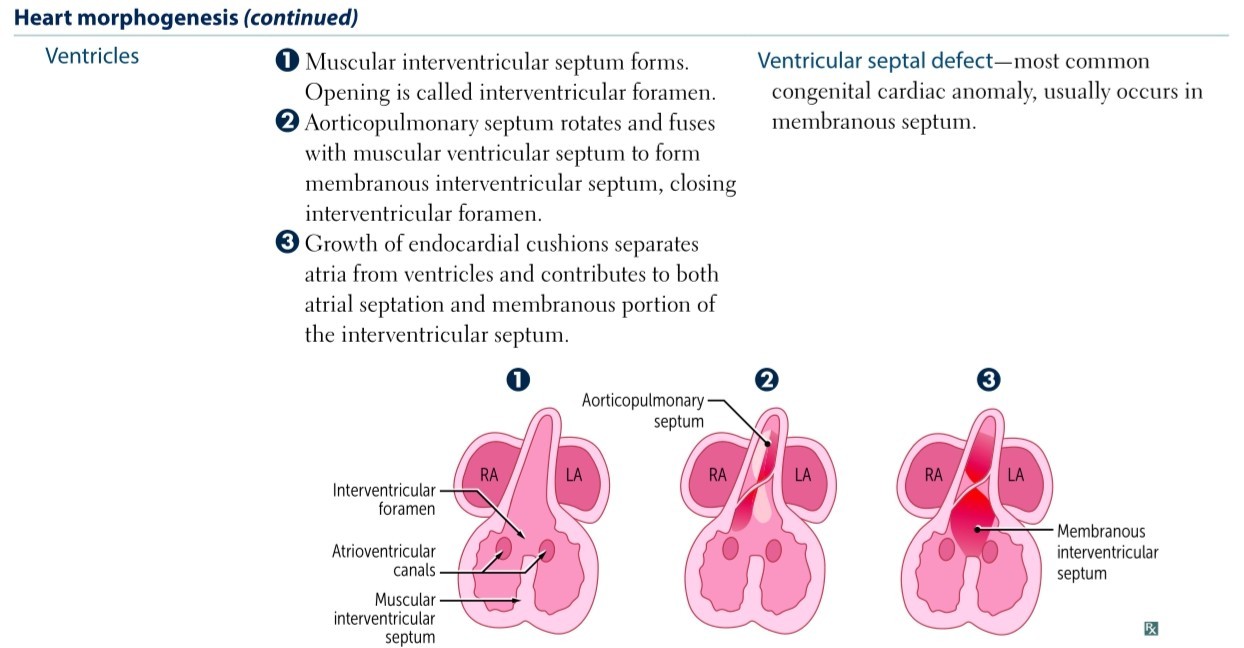 Heart morphogenesis (continued)
Ventricles
❶ Muscular interventricular septum forms.
Opening is called interventricular foramen.
❷ Aorticopulmonary septum rotates and fuses
with muscular ventricular septum to form
membranous interventricular septum, closing
interventricular foramen.
❸ Growth of endocardial cushions separates
atria from ventricles and contributes to both
atrial septation and membranous portion of
the interventricular septum.
Ventricular septal defect—most common
congenital cardiac anomaly, usually occurs in
membranous septum.
❶
RA
LA
Interventricular
foramen
Atrioventricular
canals
Muscular
interventricular
septum
❷
Aorticopulmonary
septum
RA
LA
❸
RA
LA
Membranous
interventricular
septum
℞